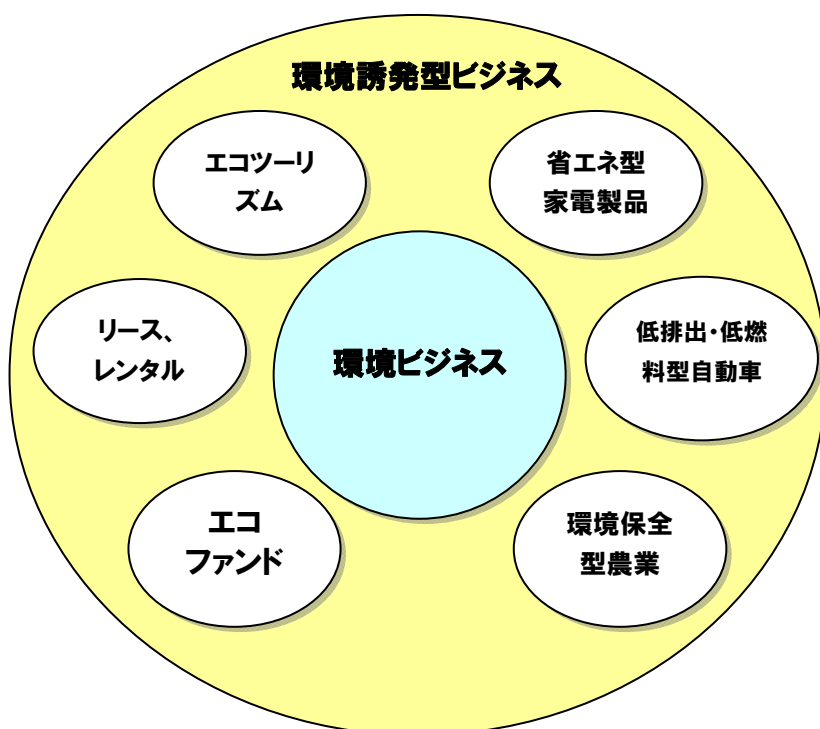 環境誘発型ビジネス
エコツーリ
ズム
省エネ型
家電製品
リース、
レンタル
環境ビジネス
低排出・低燃
料型自動車
エコ
ファンド
環境保全
型農業